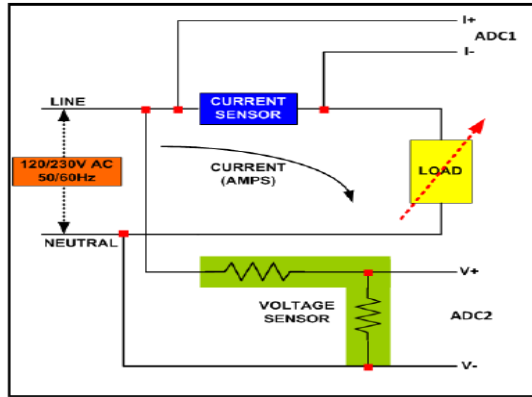 I+
ADC1
I-
LINE
CURRENT
SENSOR
120/230V AC
50/60Hz
CURRENT
(AMPS)
LOAD
NEUTRAL
V+
VOLTAGE
SENSOR
ADC2
V-